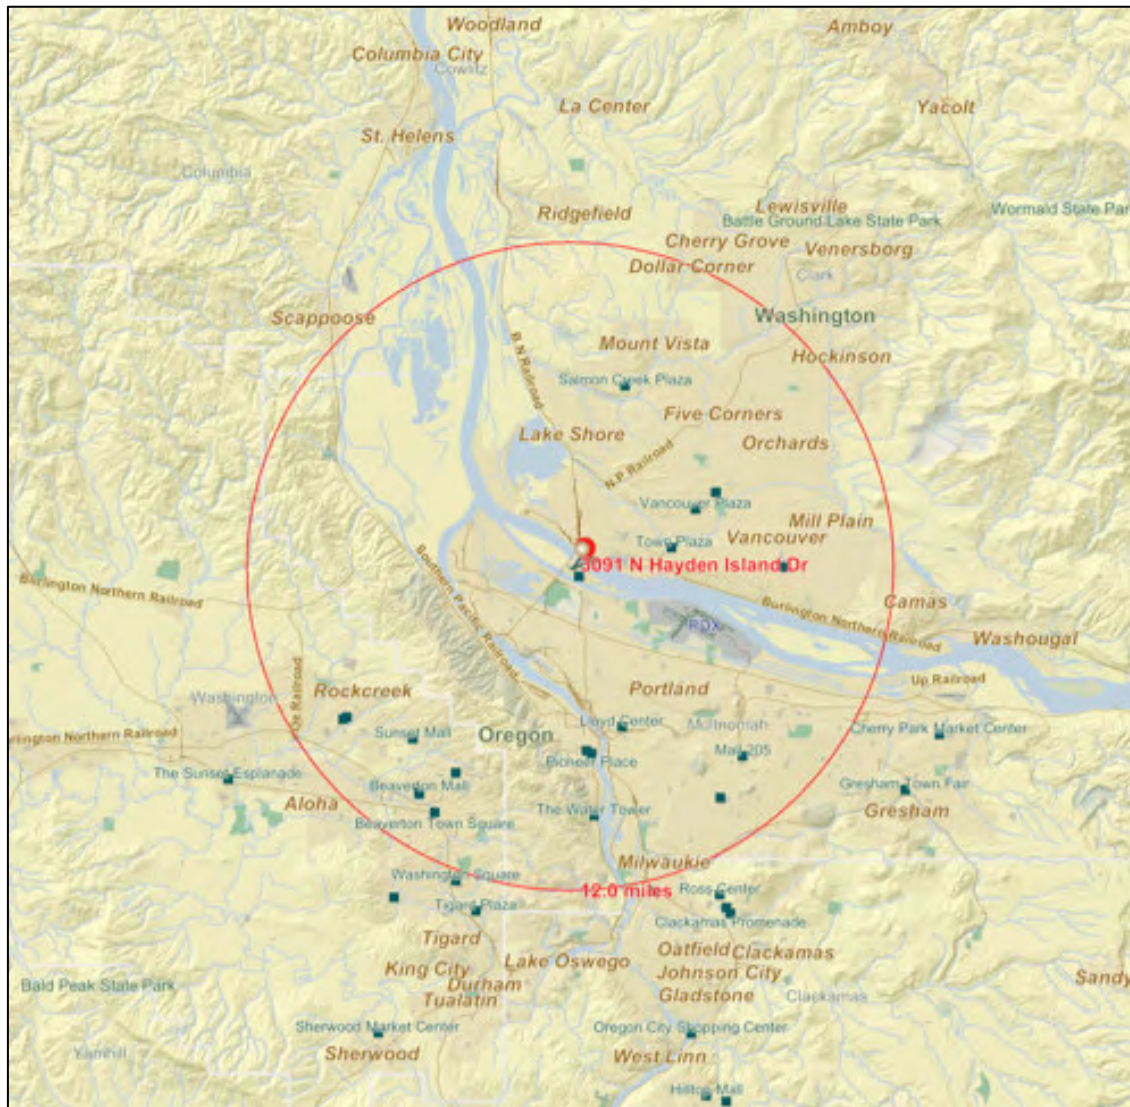 Woodland
Amboy
Columbia City
Cowlitz
La Center
Yacolt
St. Helens
Columbia
Lewisville
Ridgefield
Battle Ground Lake State Park
Wormald State Par
Cherry Grove
Venersborg
Dollar Corner
Clark
Scappoose
Washington
Mount Vista
Hockinson
B N Railroad
Salmon Creek Plaza
Five Corners
Lake Shore
Orchards
N.P Railroad
Vancouver Plaza
Mill Plain
Town Plaza
Vancouver
3091 N Hayden Island Dr
Southern Pacific Railroad
Burlington Northern Railroad
Burlington Northern Railroad
Camas
PDX
Washougal
Up Railroad
Or Railroad
Rockcreek
Portland
Washington
Lloyd Center
Multnomah
Cherry Park Market Center
urlington Northern Railroad
Sunset Mall
Oregon
Mall 205
Pioneer Place
The Sunset Esplanade
Beaverton Mall
Gresham Town Fair
Aloha
The Water Tower
Gresham
Beaverton Town Square
Milwaukie
Washington Square
12.0 miles
Ross Center
Tigard Plaza
Clackamas Promenade
Tigard
Oatfield
Clackamas
Lake Oswego
King City
Johnson City
Sandy
Durham
Bald Peak State Park
Tualatin
Gladstone
Clackamas
Sherwood Market Center
Oregon City Shopping Center
Yamhill
Sherwood
West Linn
Hilltop Mall